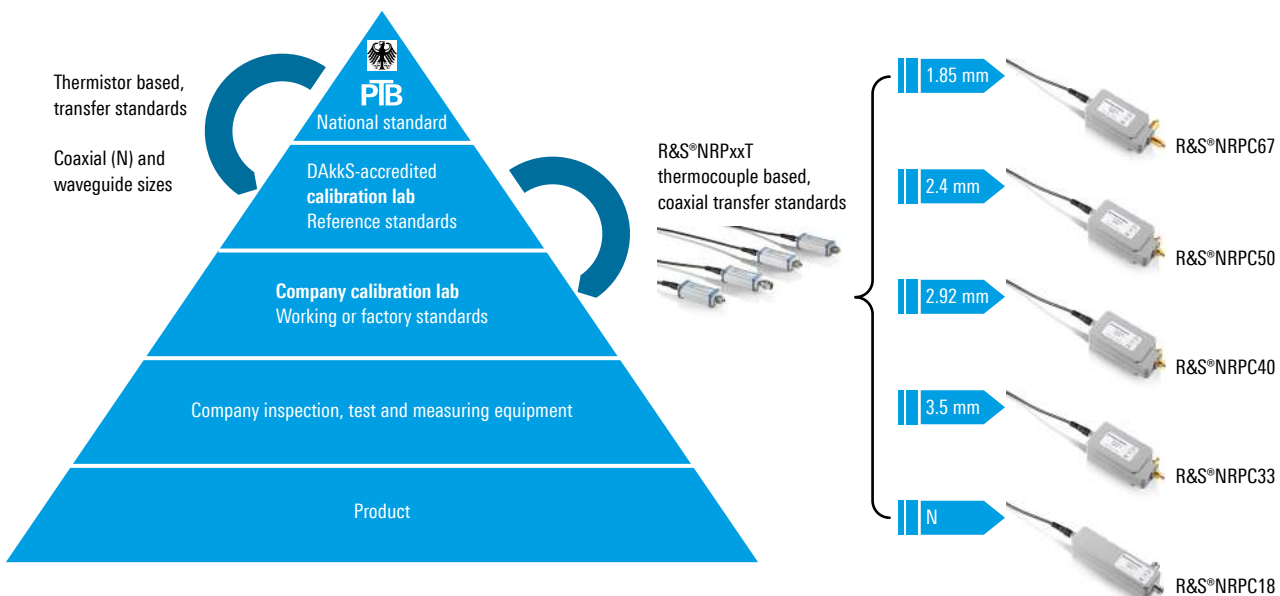 Thermistor based,
transfer standards
Coaxial (N) and
waveguide sizes
PTB
National standard
DAkkS-accredited
calibration lab
Reference standards
Company calibration lab
Working or factory standards
Company inspection, test and measuring equipment
Product
R&S®NRPxxT
thermocouple based,
coaxial transfer standards
1.85 mm
R&S®NRPC67
2.4 mm
R&S®NRPC50
2.92 mm
R&S®NRPC40
3.5 mm
R&S®NRPC33
N
R&S®NRPC18